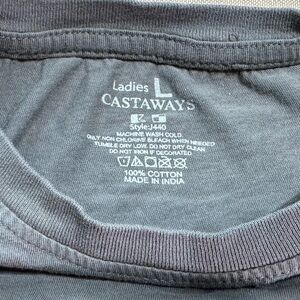 Ladies L
CASTAWAYS
Style:J440
MACHINE WASH COLD
ONLY NON CHLORINE BLEACH WHEN NEEDED
TUMBLE DRY LOW. DO NOT DRY CLEAN
DO NOT IRON IF DECORATED
100% COTTON
MADE IN INDIA